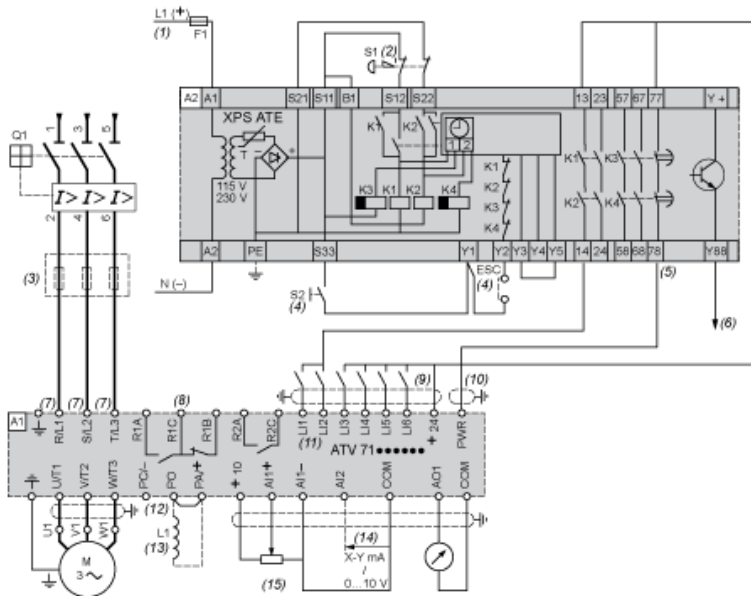 L1 (+)
(1)
F1
S1
(2)
A2 A1 S21 S11 B1 S12 S22 13 23 57 67 77 Y +
XPS ATE
K1 K2
1 2
T
+
115 V
230 V
K3 K1 K2 K4
K1
K2
K3
K4
K1 K3
K2 K4
A2 PE S33 Y1 Y2 Y3 Y4 Y5 14 24 58 68 78 Y88
Q1
1 3 5
I> I> I>
2 4 6
(3)
N (–)
S2
(4)
ESC
(4)
(5)
(6)
(7) (7) (7) (8) (9) (10)
A1
R/L1 S/L2 T/L3 R1A R1C R1B R2A R2C LI1 LI2 LI3 LI4 LI5 LI6 + 24 PWR
(11)
ATV 71
U/T1 V/T2 W/T3 PC/– PO PA/+ + 10 AI1+ AI1– AI2 COM AO1 COM
(12)
U1 V1 W1
M
3
L1
(13)
(14)
X-Y mA
/
0...10 V
(15)